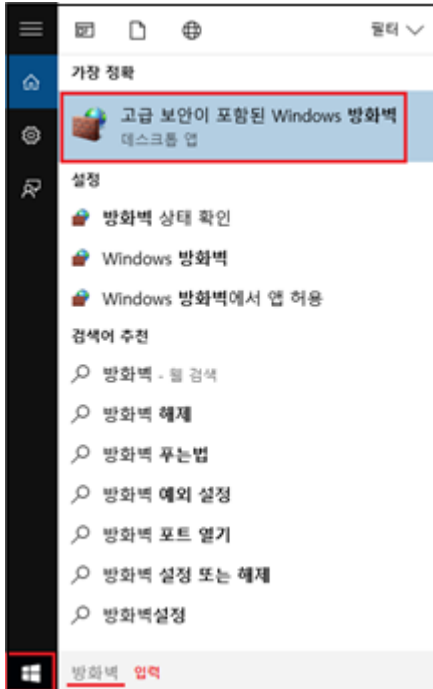 필터
가장 정확
고급 보안이 포함된 Windows 방화벽
데스크톱 앱
설정
방화벽 상태 확인
Windows 방화벽
Windows 방화벽에서 앱 허용
검색어 추천
방화벽 - 웹 검색
방화벽 해제
방화벽 푸는법
방화벽 예외 설정
방화벽 포트 열기
방화벽 설정 또는 해제
방화벽설정
방화벽 입력